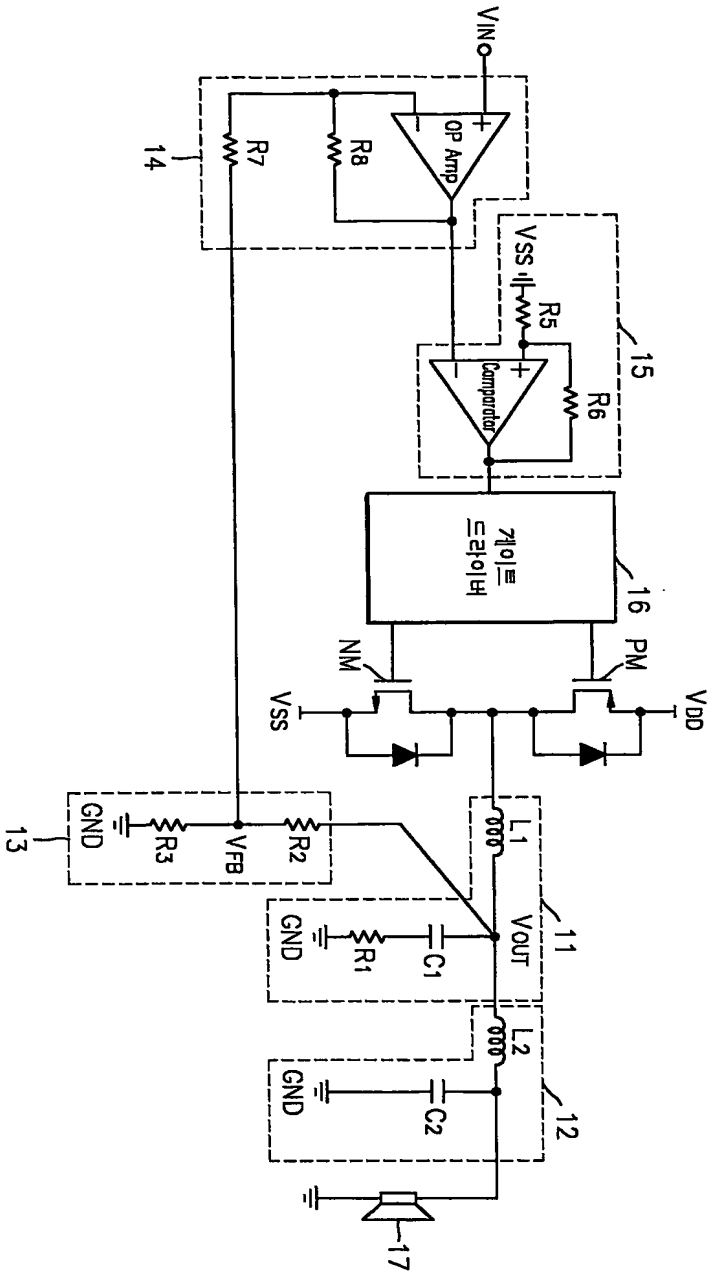 VIN
OP Amp
+
-
R8
R7
14
VSS
R5
R6
15
Comparator
+
-
게이트
드라이버
16
NM
PM
VSS
VDD
L1
VOUT
11
C1
R1
GND
R2
VFB
R3
GND
13
L2
12
C2
GND
17